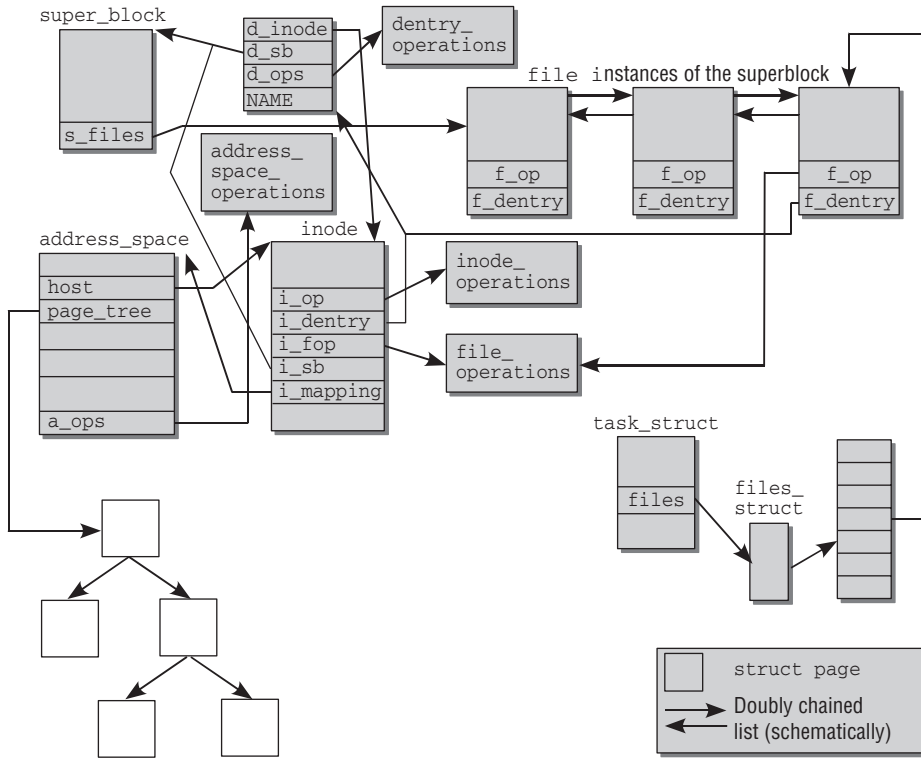 super_block
s_files
d_inode
d_sb
d_ops
NAME
dentry_
operations
file instances of the superblock
f_op
f_dentry
f_op
f_dentry
f_op
f_dentry
address_
space_
operations
address_space
host
page_tree
a_ops
inode
i_op
i_dentry
i_fop
i_sb
i_mapping
inode_
operations
file_
operations
task_struct
files
files_
struct
struct page
Doubly chained
list (schematically)